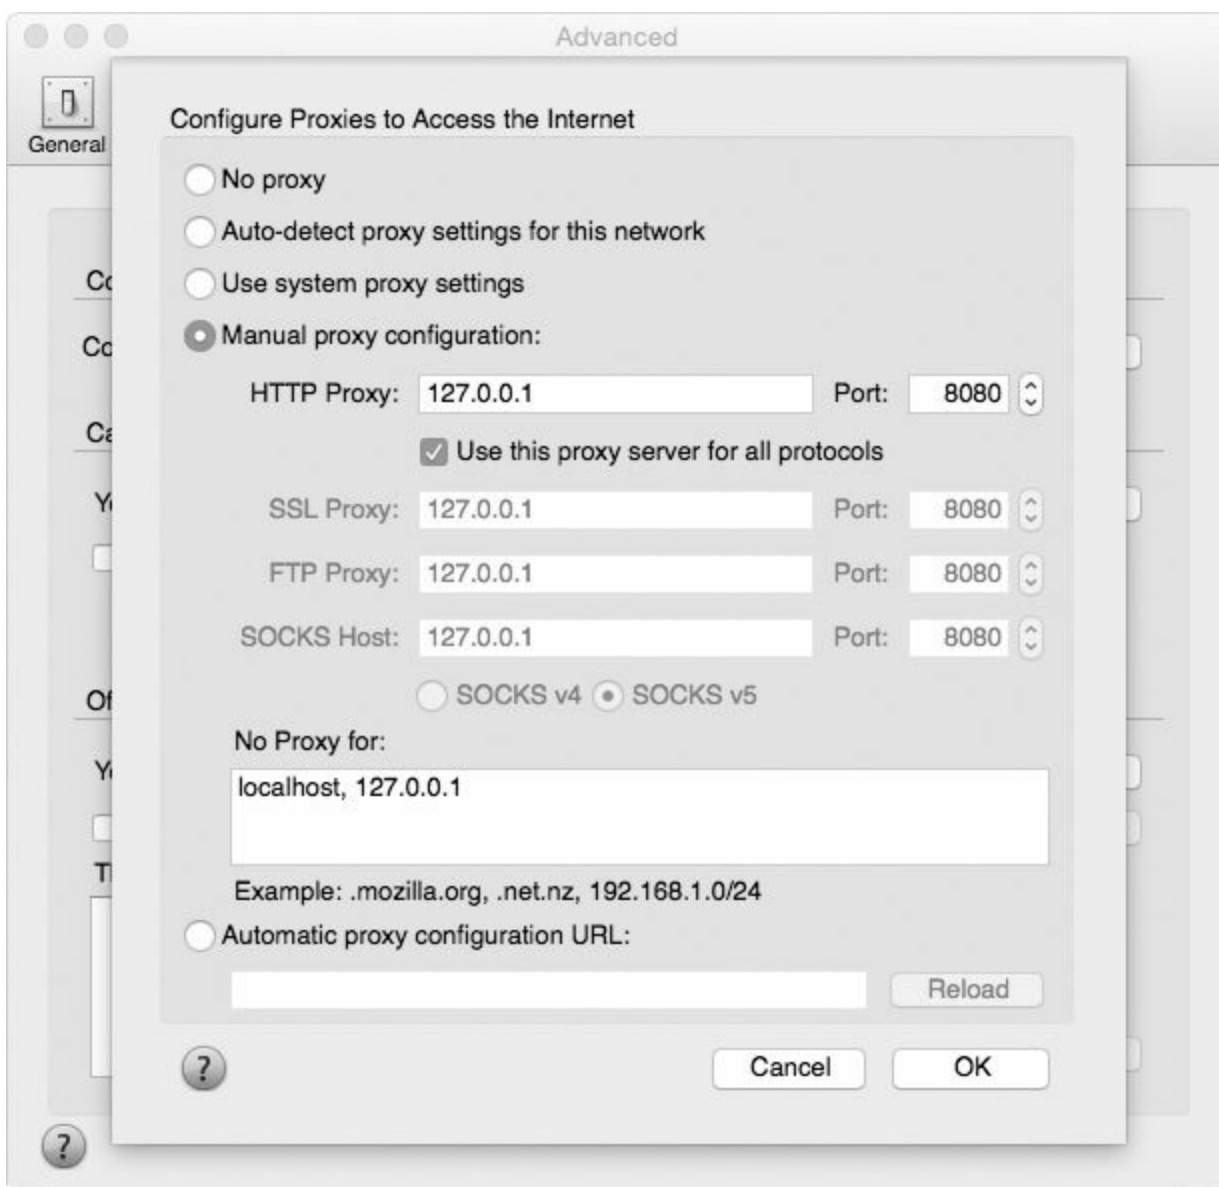 Advanced
General
Configure Proxies to Access the Internet
No proxy
Auto-detect proxy settings for this network
Use system proxy settings
Manual proxy configuration:
HTTP Proxy: 127.0.0.1 Port: 8080
Use this proxy server for all protocols
SSL Proxy: 127.0.0.1 Port: 8080
FTP Proxy: 127.0.0.1 Port: 8080
SOCKS Host: 127.0.0.1 Port: 8080
SOCKS v4 SOCKS v5
No Proxy for:
localhost, 127.0.0.1
Example: .mozilla.org, .net.nz, 192.168.1.0/24
Automatic proxy configuration URL:
Reload
? Cancel OK
?